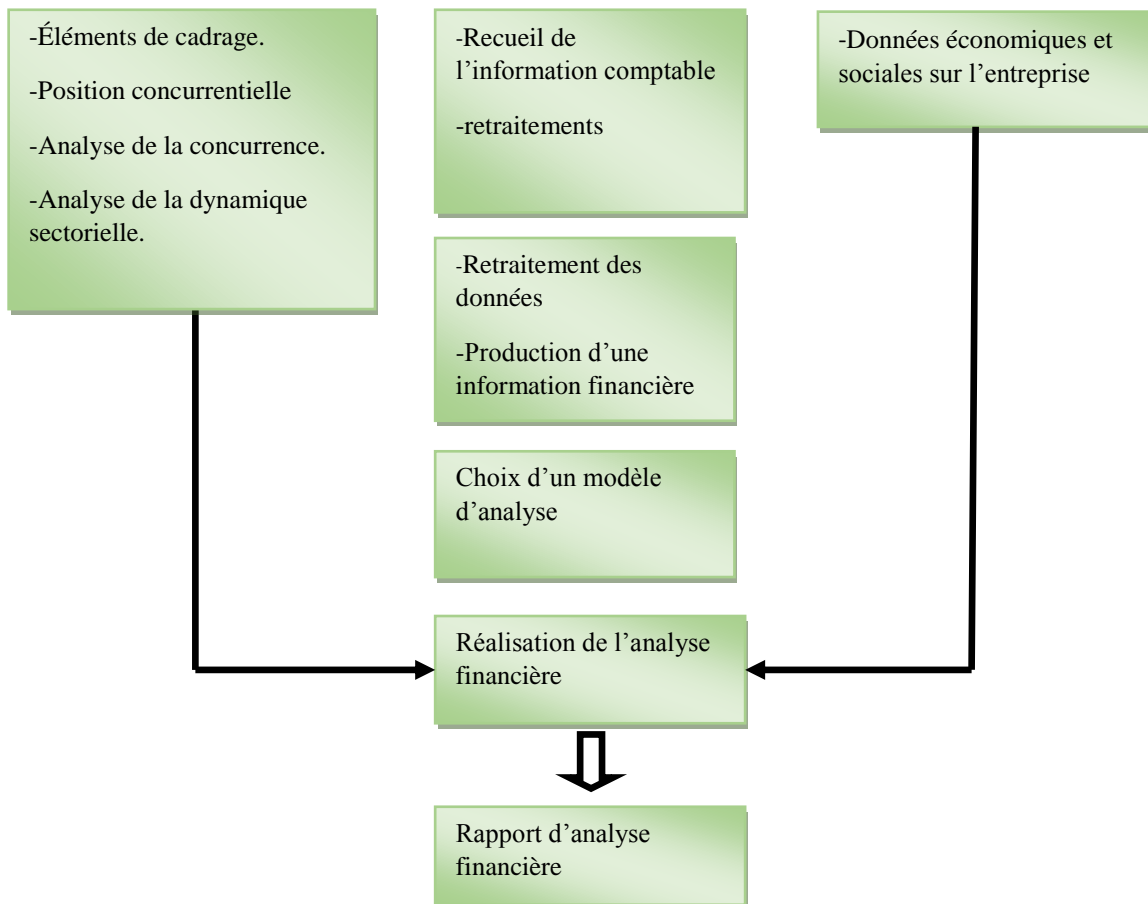 -Éléments de cadrage.
-Position concurrentielle
-Analyse de la concurrence.
-Analyse de la dynamique
sectorielle.
-Recueil de
l’information comptable
-retraitements
-Données économiques et
sociales sur l’entreprise
-Retraitement des
données
-Production d’une
information financière
Choix d’un modèle
d’analyse
Réalisation de l’analyse
financière
Rapport d’analyse
financière